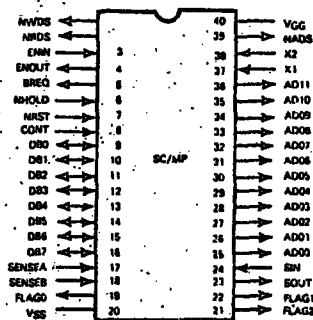 NWDS 40 VGG
NRDS 39 NADS
ENIN 3 38 X2
ENOUT 4 37 X1
BREQ 5 36 AD11
NHOLD 6 35 AD10
NRST 7 34 AD09
CONT 8 33 AD08
DB0 9 32 AD07
DB1 10 SC/MP 31 AD06
DB2 11 30 AD05
DB3 12 29 AD04
DB4 13 28 AD03
DB5 14 27 AD02
DB6 15 26 AD01
DB7 16 25 AD00
SENSEA 17 24 SIN
SENSEB 18 23 SOUT
FLAG0 19 22 FLAG1
VSS 20 21 FLAG2